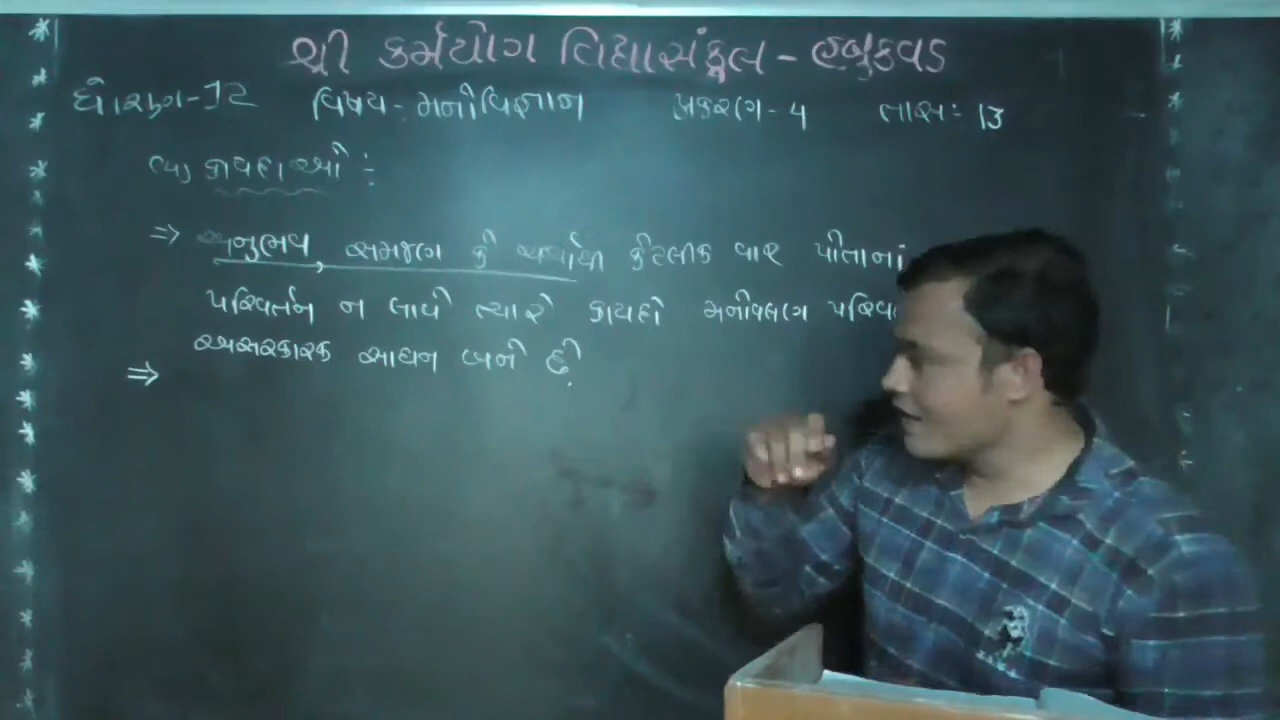 શ્રી કર્મયોગ વિદ્યાસંકુલ - હબુકવડ
ધોરણ-12 વિષય - મનોવિજ્ઞાન પ્રકરણ - 4 તાસ : 13
કાયદાઓ :
⇒ અનુભવ સમજણ કે ચર્ચાથી કેટલીક વાર પોતાનાં
પરિવર્તન ન લાવે ત્યારે કાયદો મનોવલણ
⇒ અસરકારક સાધન બને છે.